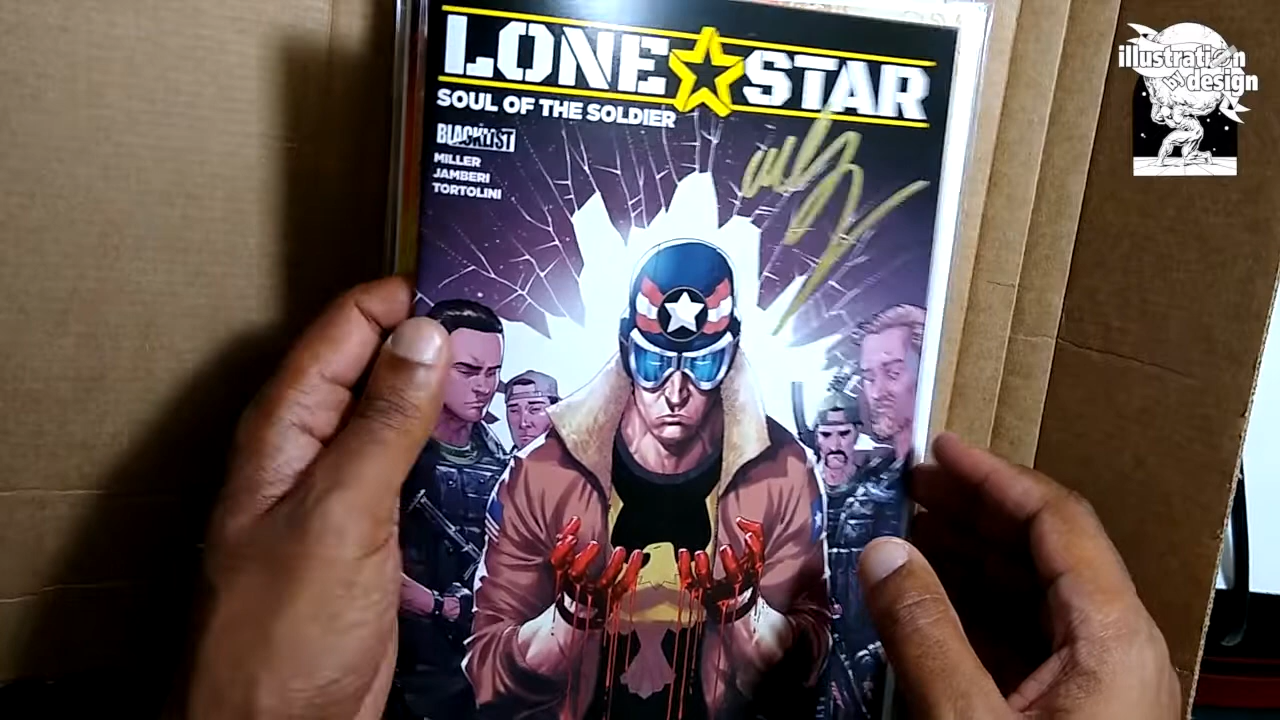 LONE STAR
SOUL OF THE SOLDIER
BLACKLIST
MILLER
JAMBERI
TORTOLINI
illustration
design